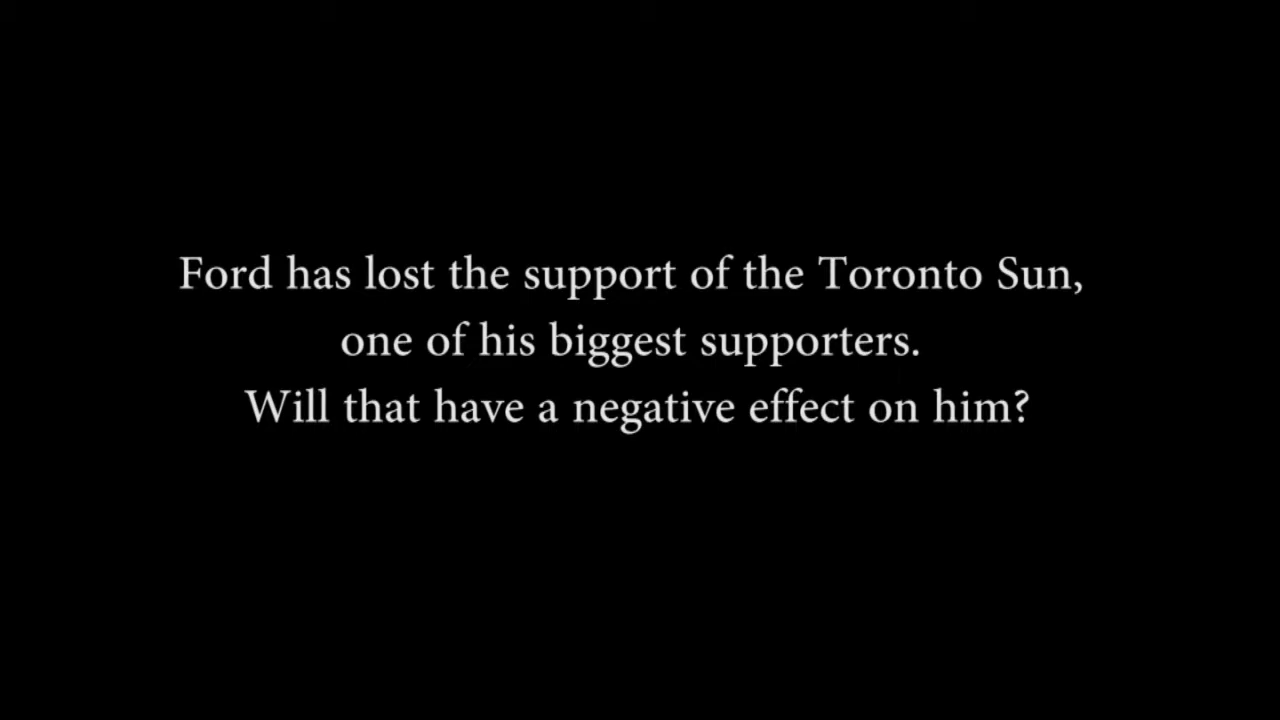 Ford has lost the support of the Toronto Sun,
one of his biggest supporters.
Will that have a negative effect on him?